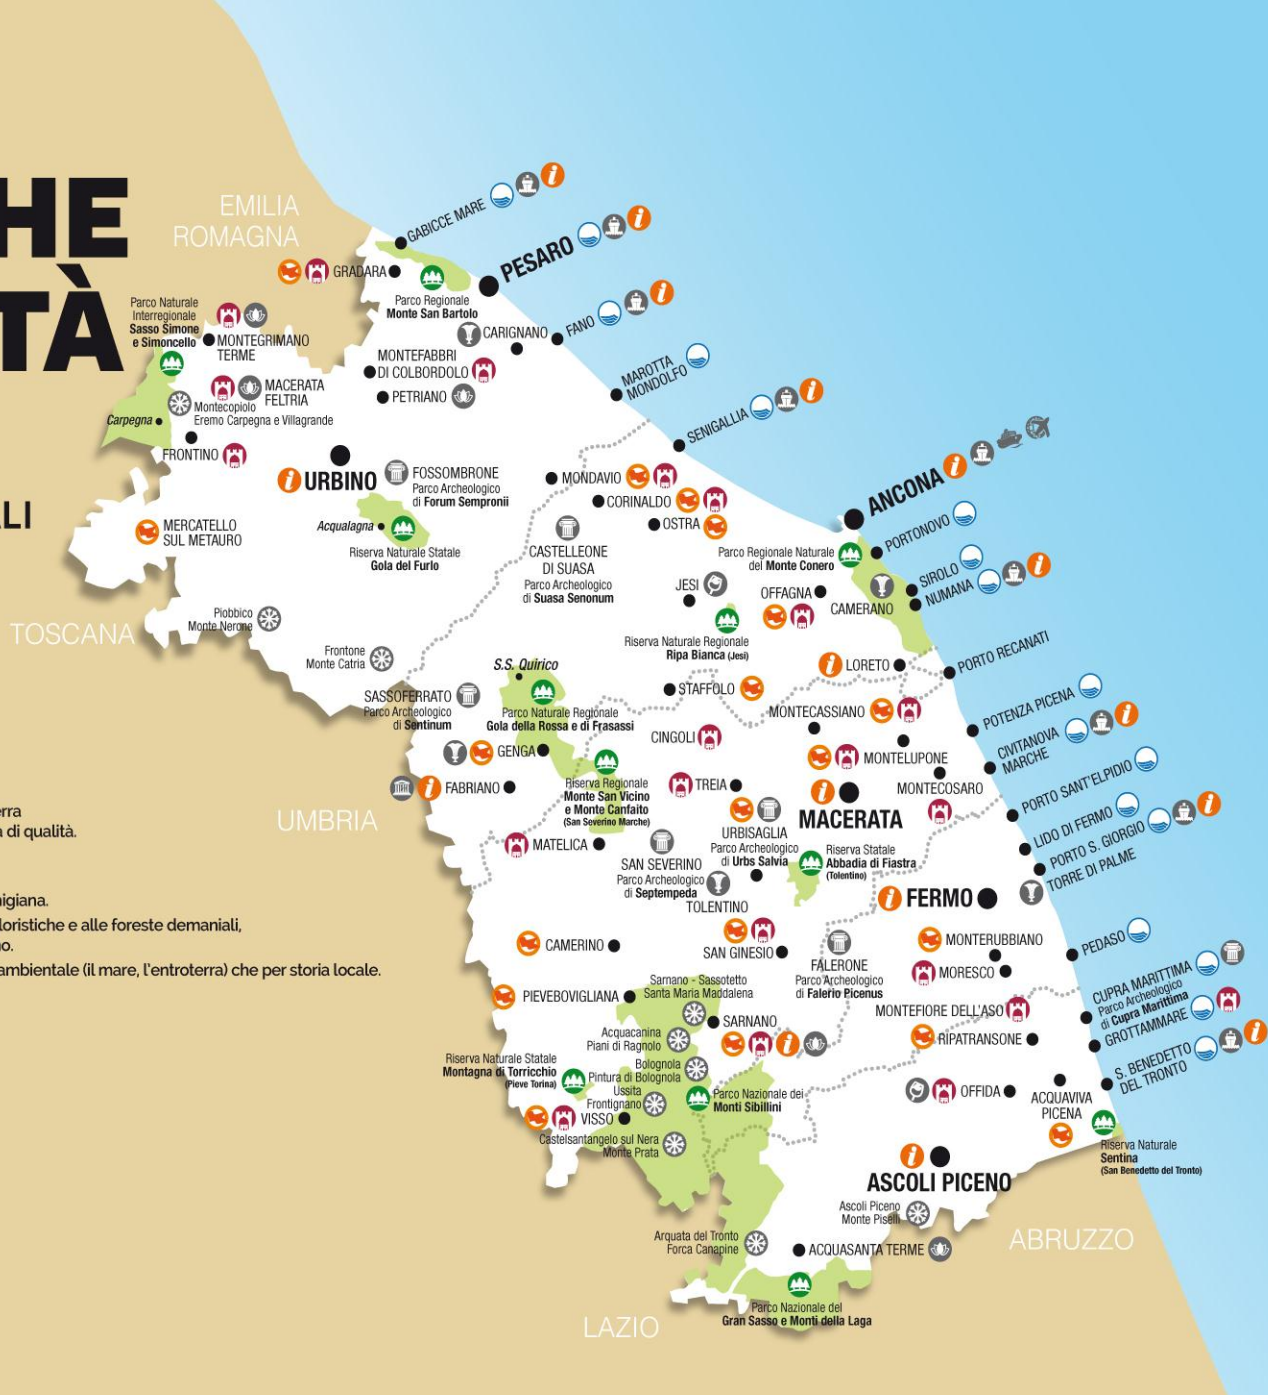 HE
TÀ
LI
erra
a di qualità.
nigiana.
loristiche e alle foreste demaniali,
no.
ambientale (il mare, l'entroterra) che per storia locale.
EMILIA
ROMAGNA
TOSCANA
UMBRIA
LAZIO
ABRUZZO
GABICCE MARE
PESARO
GRADARA
Parco Regionale
Monte San Bartolo
Parco Naturale
Interregionale
Sasso Simone
e Simoncello
MONTEGRIMANO
TERME
CARIGNANO
FANO
MONTEFABBRI
DI COLBORDOLO
PETRIANO
MACERATA
FELTRIA
Montecopiolo
Eremo Carpegna e Villagrande
Carpegna
FRONTINO
MAROTTA
MONDOLFO
SENIGALLIA
URBINO
FOSSOMBRONE
Parco Archeologico
di Forum Sempronii
Acqualagna
Riserva Naturale Statale
Gola del Furlo
MERCATELLO
SUL METAURO
MONDAVIO
CORINALDO
OSTRA
CASTELLEONE
DI SUASA
Parco Archeologico
di Suasa Senonum
ANCONA
PORTONOVO
Parco Regionale Naturale
del Monte Conero
SIROLO
NUMANA
JESI
OFFAGNA
CAMERANO
Riserva Naturale Regionale
Ripa Bianca (Jesi)
Piobbico
Monte Nerone
Frontone
Monte Catria
S.S. Quirico
LORETO
PORTO RECANATI
SASSOFERRATO
Parco Archeologico
di Sentinum
Parco Naturale Regionale
Gola della Rossa e di Frasassi
STAFFOLO
MONTECASSIANO
POTENZA PICENA
GENGA
CINGOLI
MONTELUPONE
CIVITANOVA
MARCHE
FABRIANO
Riserva Regionale
Monte San Vicino
e Monte Canfaito
(San Severino Marche)
TREIA
MONTECOSARO
PORTO SANT'ELPIDIO
MACERATA
URBISAGLIA
Parco Archeologico
di Urbs Salvia
LIDO DI FERMO
PORTO S. GIORGIO
TORRE DI PALME
MATELICA
SAN SEVERINO
Parco Archeologico
di Septempeda
Riserva Statale
Abbadia di Fiastra
(Tolentino)
TOLENTINO
FERMO
CAMERINO
SAN GINESIO
FALERONE
Parco Archeologico
di Falerio Picenus
MONTERUBBIANO
MORESCO
PEDASO
PIEVEBOVIGLIANA
Sarnano - Sassotetto
Santa Maria Maddalena
SARNANO
MONTEFIORE DELL'ASO
CUPRA MARITTIMA
Parco Archeologico
di Cupra Marittima
GROTTAMMARE
Acquacanina
Piani di Ragnolo
RIPATRANSONE
S. BENEDETTO
DEL TRONTO
Riserva Naturale Statale
Montagna di Torricchio
(Pieve Torina)
Bolognola
Pintura di Bolognola
Ussita
Frontignano
Parco Nazionale dei
Monti Sibillini
OFFIDA
ACQUAVIVA
PICENA
VISSO
Castelsantangelo sul Nera
Monte Prata
Riserva Naturale
Sentina
(San Benedetto del Tronto)
ASCOLI PICENO
Ascoli Piceno
Monte Piselli
Arquata del Tronto
Forca Canapine
ACQUASANTA TERME
Parco Nazionale del
Gran Sasso e Monti della Laga